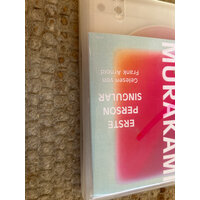 MURAKAMI
ERSTE
PERSON
SINGULAR
Gelesen von
Frank Arnold